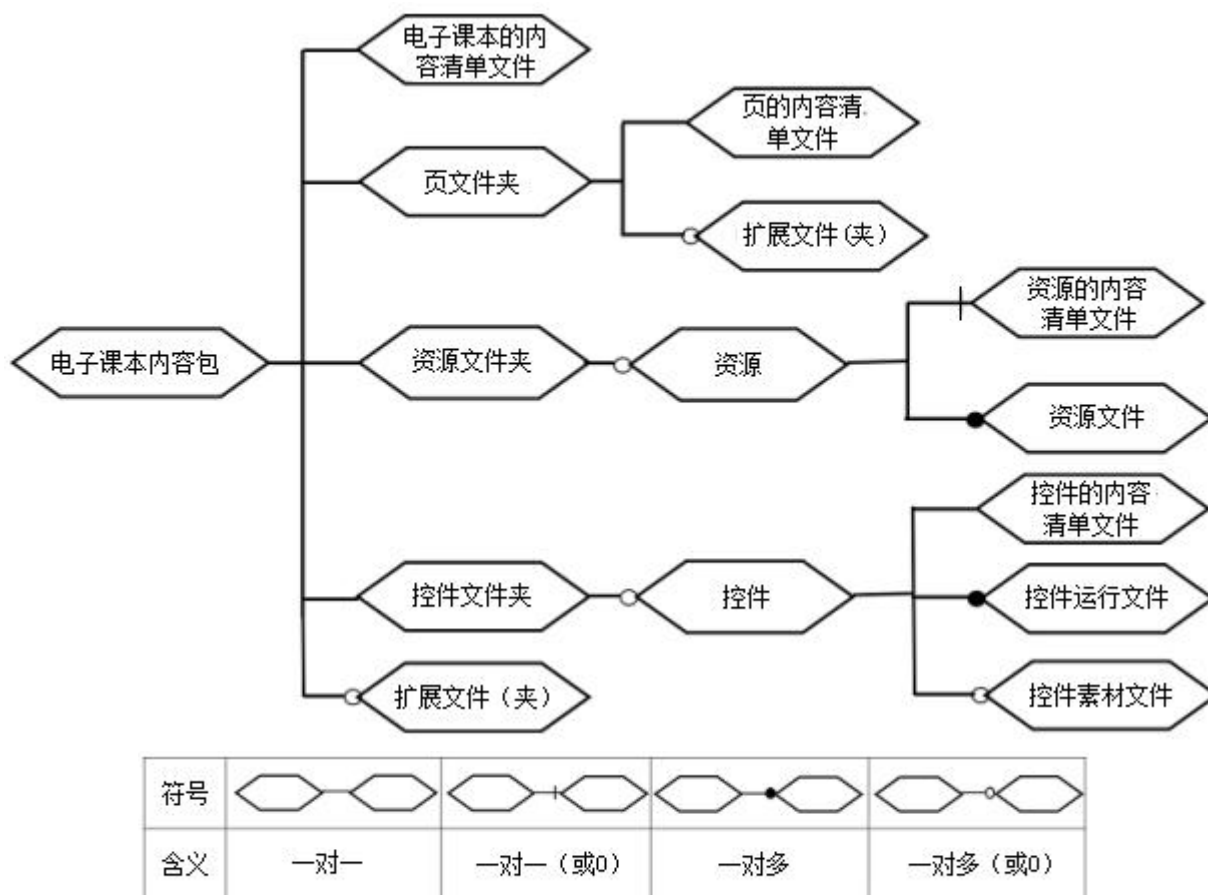 电子课本的内
容清单文件
页的内容清
单文件
页文件夹
扩展文件(夹)
资源的内容
清单文件
电子课本内容包
资源文件夹
资源
资源文件
控件的内容
清单文件
控件文件夹
控件
控件运行文件
扩展文件（夹）
控件素材文件
符号
含义
一对一
一对一（或0）
一对多
一对多（或0）